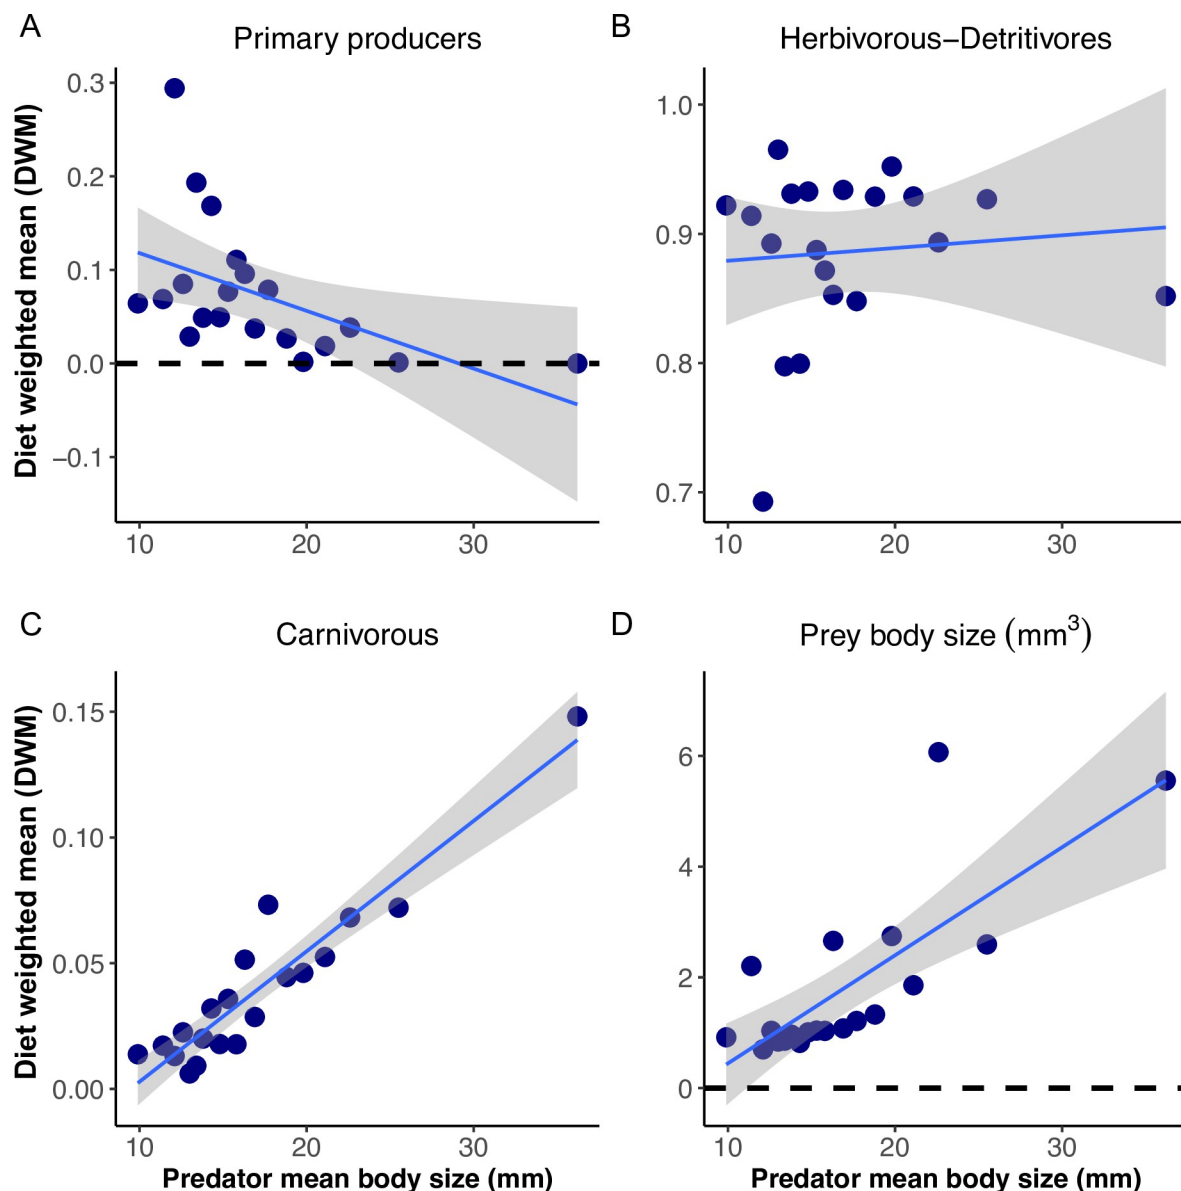 A
Primary producers
Diet weighted mean (DWM)
0.3
0.2
0.1
0.0
−0.1
10 20 30
B
Herbivorous−Detritivores
1.0
0.9
0.8
0.7
10 20 30
C
Carnivorous
Diet weighted mean (DWM)
0.15
0.10
0.05
0.00
10 20 30
Predator mean body size (mm)
D
Prey body size (mm³)
6
4
2
0
10 20 30
Predator mean body size (mm)